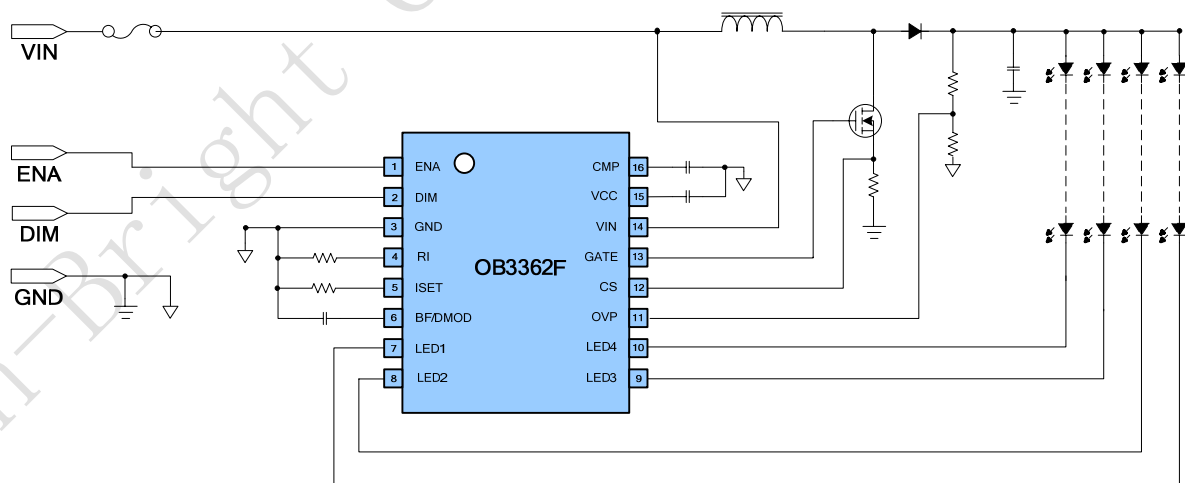 VIN
ENA
DIM
GND
OB3362F
1 ENA
2 DIM
3 GND
4 RI
5 ISET
6 BF/DMOD
7 LED1
8 LED2
CMP 16
VCC 15
VIN 14
GATE 13
CS 12
OVP 11
LED4 10
LED3 9
n-Bright